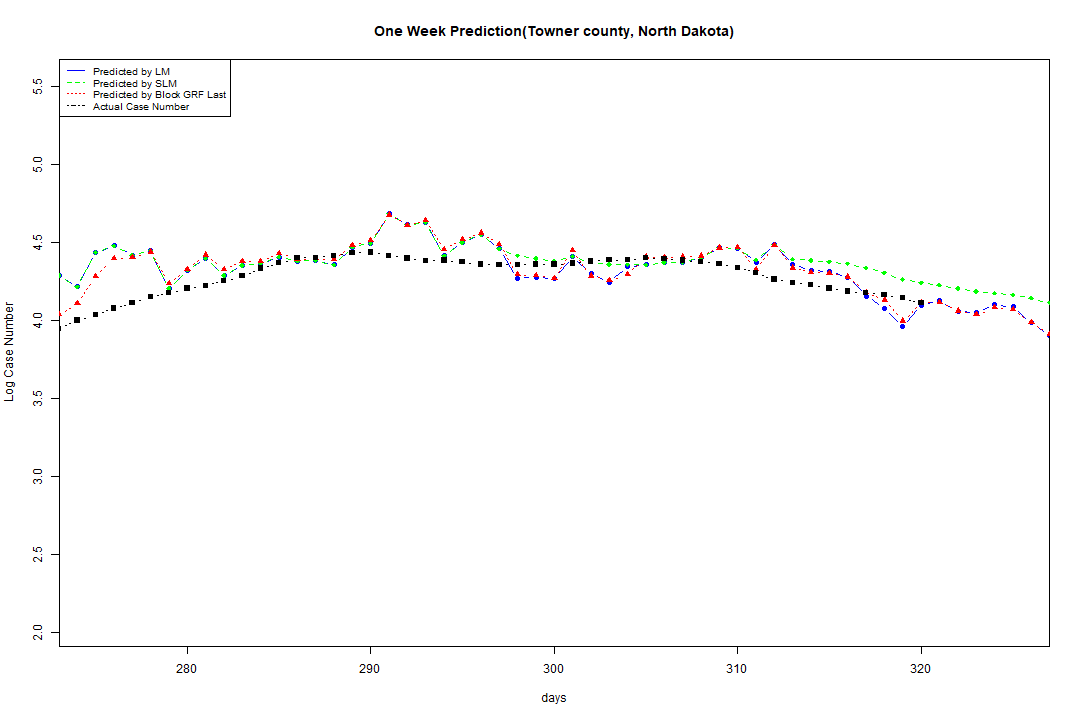 One Week Prediction(Towner county, North Dakota)
Predicted by LM
Predicted by SLM
Predicted by Block GRF Last
Actual Case Number
5.5
5.0
4.5
4.0
3.5
3.0
2.5
2.0
Log Case Number
280 290 300 310 320
days